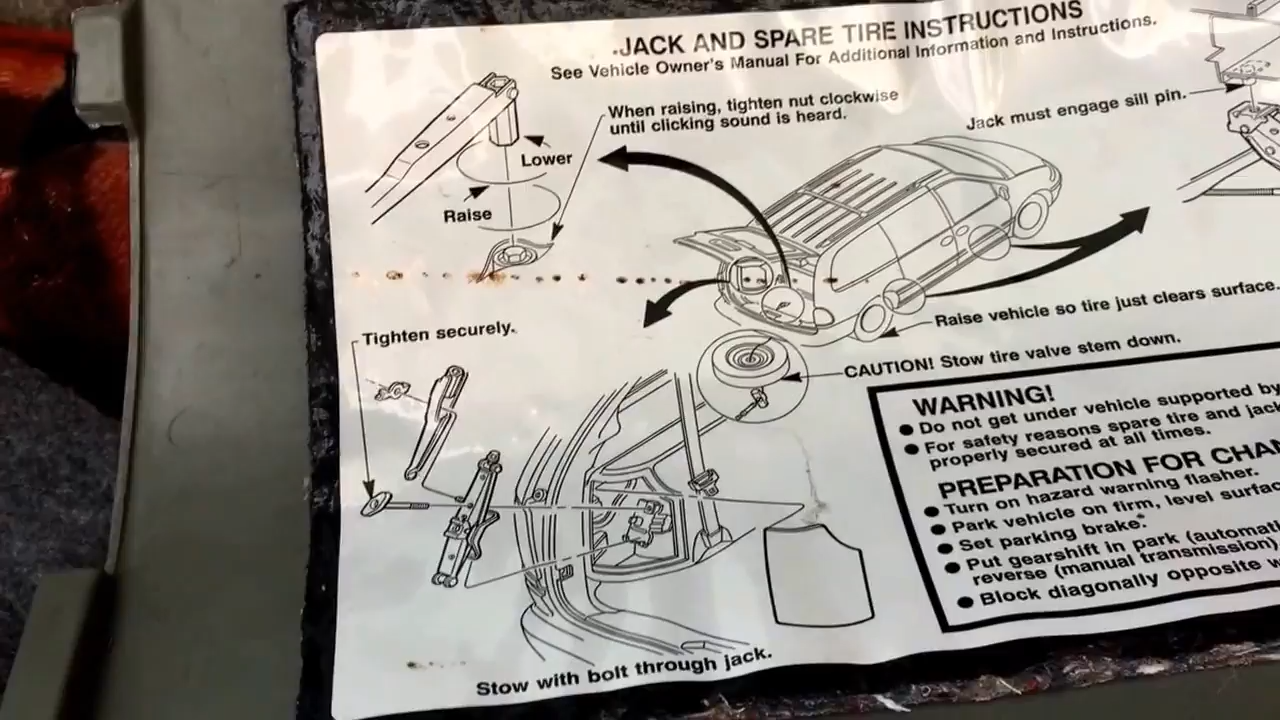 JACK AND SPARE TIRE INSTRUCTIONS
See Vehicle Owner's Manual For Additional Information and Instructions.
When raising, tighten nut clockwise
until clicking sound is heard.
Jack must engage sill pin.
Lower
Raise
Tighten securely.
Raise vehicle so tire just clears surface.
CAUTION! Stow tire valve stem down.
WARNING!
● Do not get under vehicle supported by
● For safety reasons spare tire and jack
properly secured at all times.
PREPARATION FOR CHAN
● Turn on hazard warning flasher.
● Park vehicle on firm, level surfac
● Set parking brake.
● Put gearshift in park (automati
reverse (manual transmission)
● Block diagonally opposite w
Stow with bolt through jack.